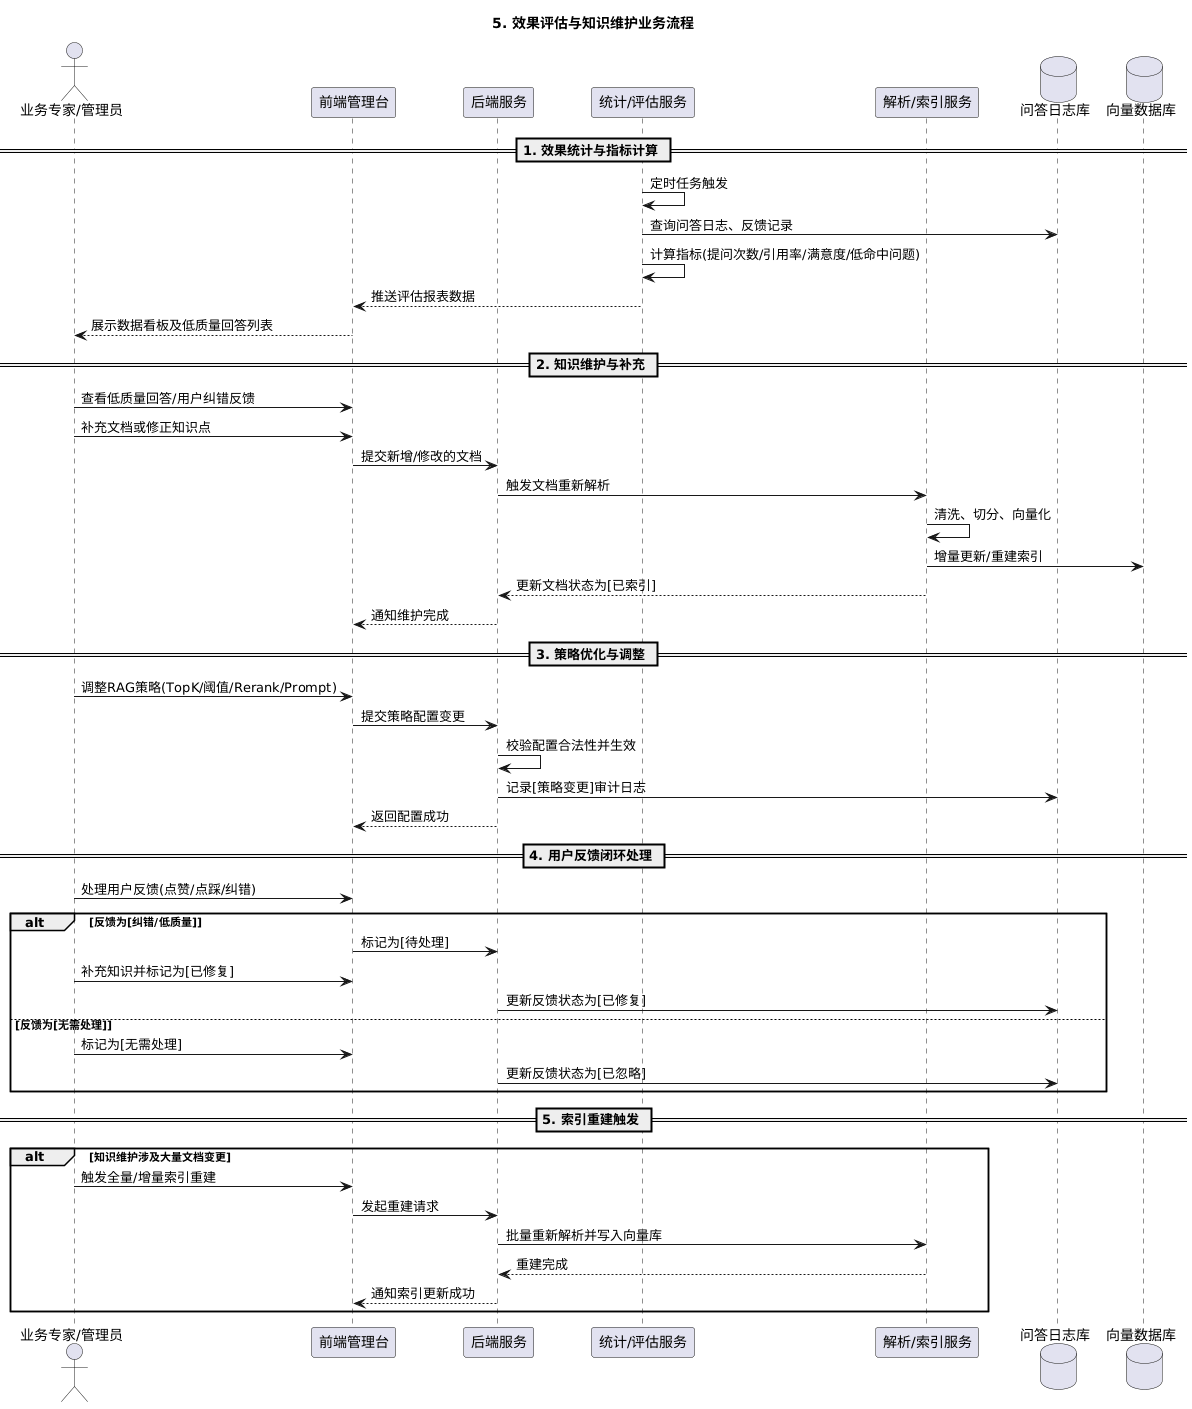 5. 效果评估与知识维护业务流程
业务专家/管理员
前端管理台
后端服务
统计/评估服务
解析/索引服务
问答日志库
向量数据库
1. 效果统计与指标计算
定时任务触发
查询问答日志、反馈记录
计算指标(提问次数/引用率/满意度/低命中问题)
推送评估报表数据
展示数据看板及低质量回答列表
2. 知识维护与补充
查看低质量回答/用户纠错反馈
补充文档或修正知识点
提交新增/修改的文档
触发文档重新解析
清洗、切分、向量化
增量更新/重建索引
更新文档状态为[已索引]
通知维护完成
3. 策略优化与调整
调整RAG策略(TopK/阈值/Rerank/Prompt)
提交策略配置变更
校验配置合法性并生效
记录[策略变更]审计日志
返回配置成功
4. 用户反馈闭环处理
处理用户反馈(点赞/点踩/纠错)
alt [反馈为[纠错/低质量]]
标记为[待处理]
补充知识并标记为[已修复]
更新反馈状态为[已修复]
[反馈为[无需处理]]
标记为[无需处理]
更新反馈状态为[已忽略]
5. 索引重建触发
alt [知识维护涉及大量文档变更]
触发全量/增量索引重建
发起重建请求
批量重新解析并写入向量库
重建完成
通知索引更新成功
业务专家/管理员
前端管理台
后端服务
统计/评估服务
解析/索引服务
问答日志库
向量数据库